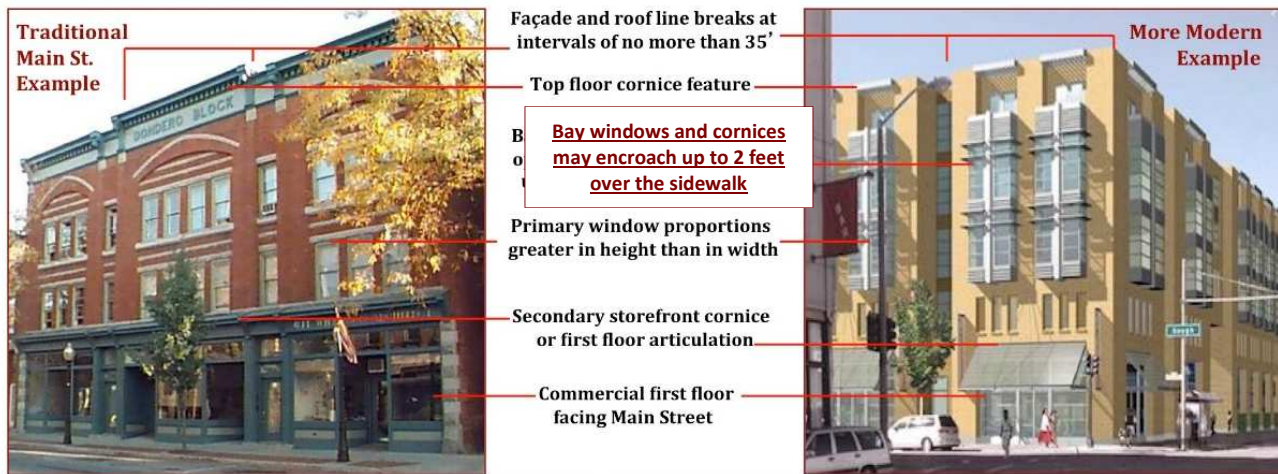 Traditional
Main St.
Example
Façade and roof line breaks at
intervals of no more than 35’
More Modern
Example
Top floor cornice feature
Bay windows and cornices
may encroach up to 2 feet
over the sidewalk
Primary window proportions
greater in height than in width
Secondary storefront cornice
or first floor articulation
Commercial first floor
facing Main Street
DONDERO BLOCK
Gough